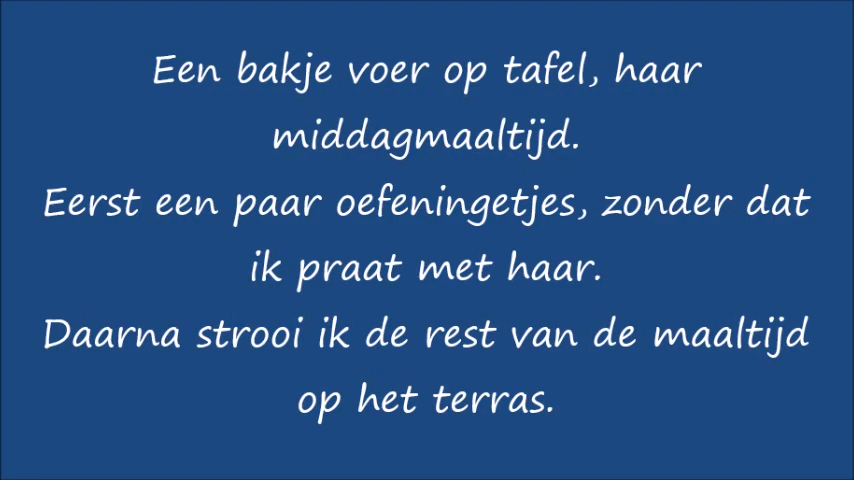 Een bakje voer op tafel, haar
middagmaaltijd.
Eerst een paar oefeningetjes, zonder dat
ik praat met haar.
Daarna strooi ik de rest van de maaltijd
op het terras.